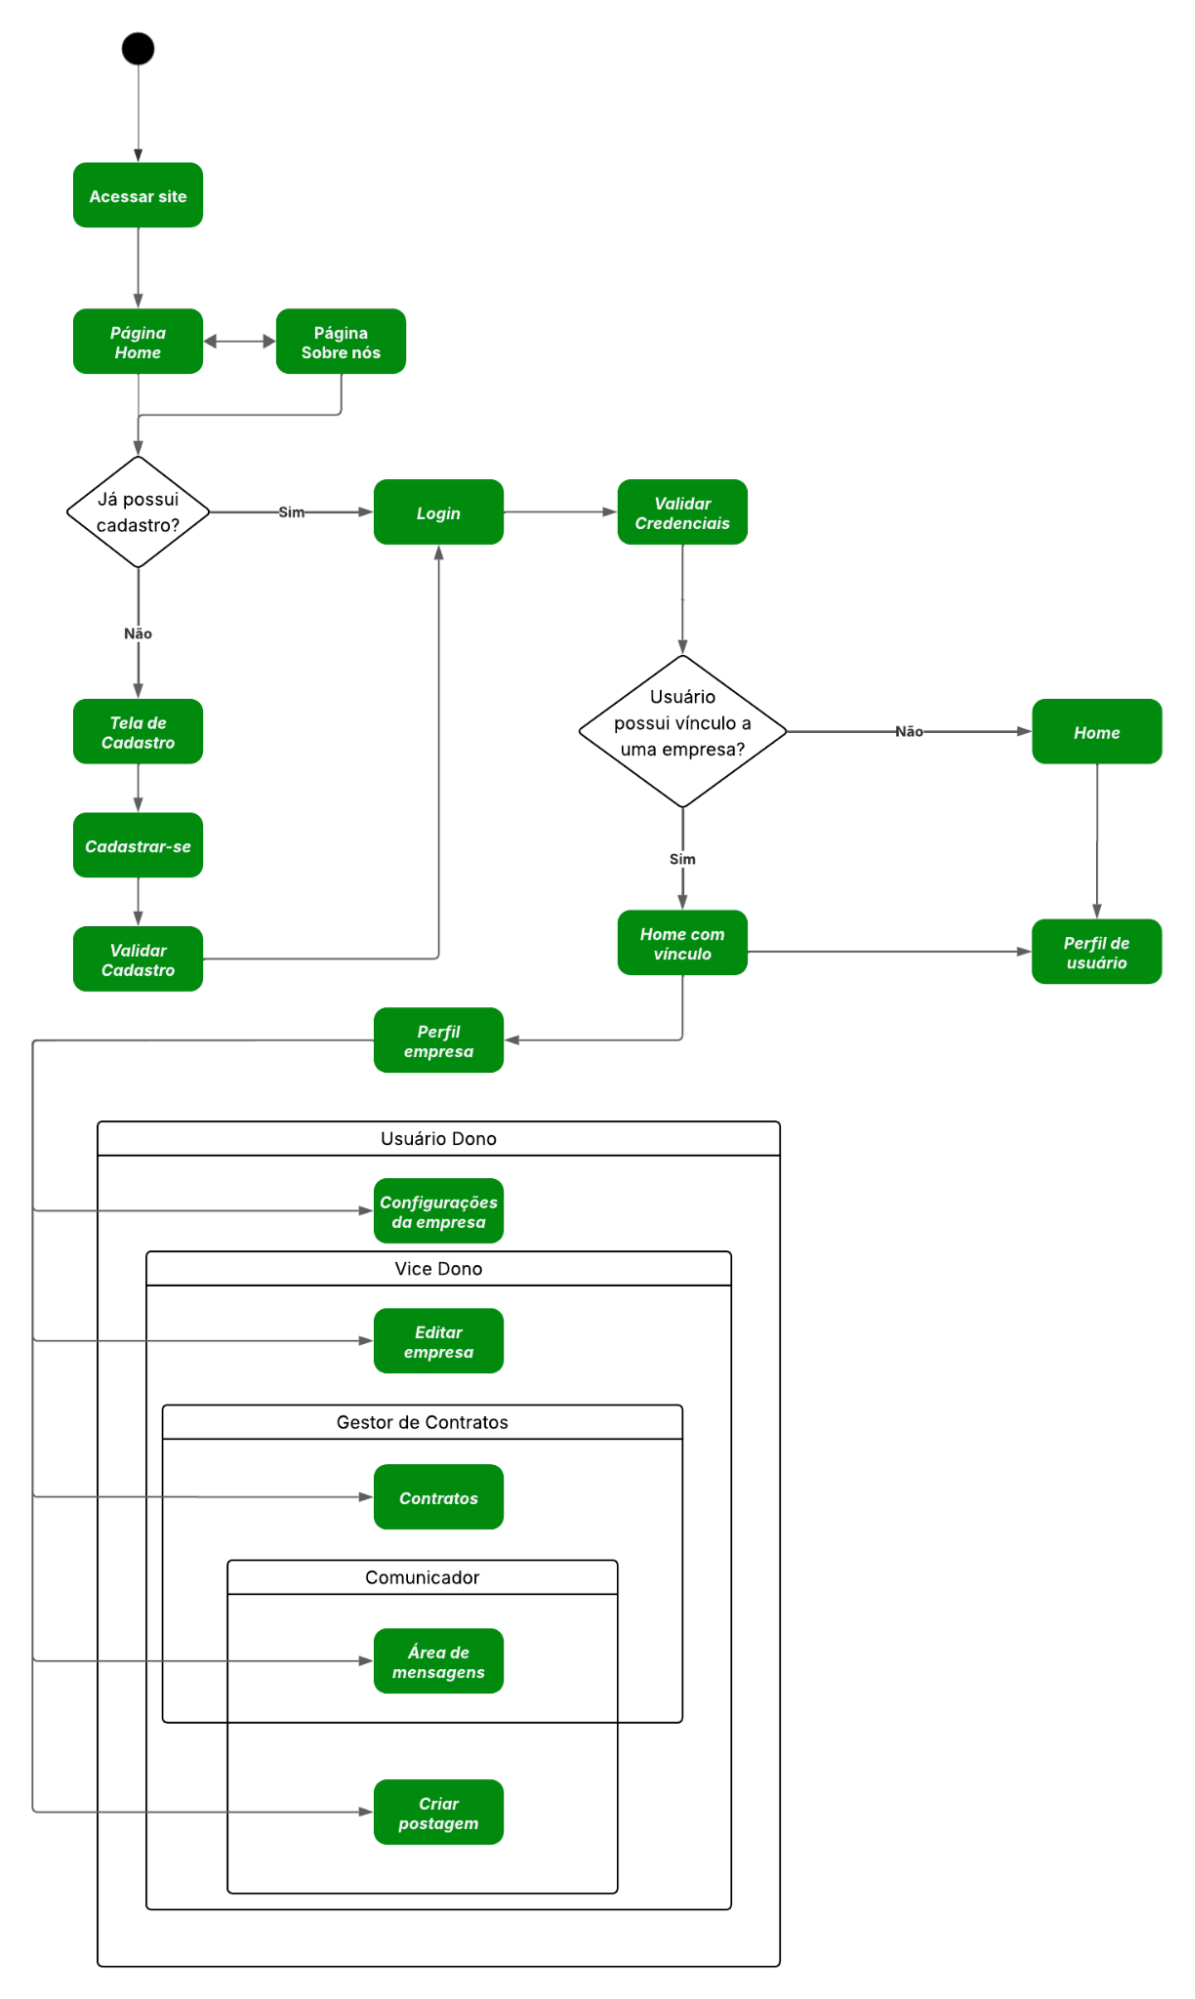 Acessar site
Página
Home
Página
Sobre nós
Já possui
cadastro?
Sim
Login
Validar
Credenciais
Não
Usuário
possui vínculo a
uma empresa?
Não
Home
Tela de
Cadastro
Cadastrar-se
Sim
Validar
Cadastro
Home com
vínculo
Perfil de
usuário
Perfil
empresa
Usuário Dono
Configurações
da empresa
Vice Dono
Editar
empresa
Gestor de Contratos
Contratos
Comunicador
Área de
mensagens
Criar
postagem